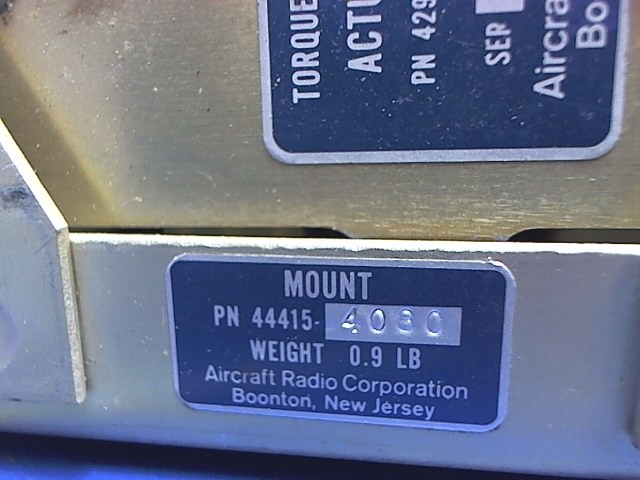 TORQUE
ACTU
PN 429
SER
Aircra
Bo
MOUNT
PN 44415-4080
WEIGHT 0.9 LB
Aircraft Radio Corporation
Boonton, New Jersey